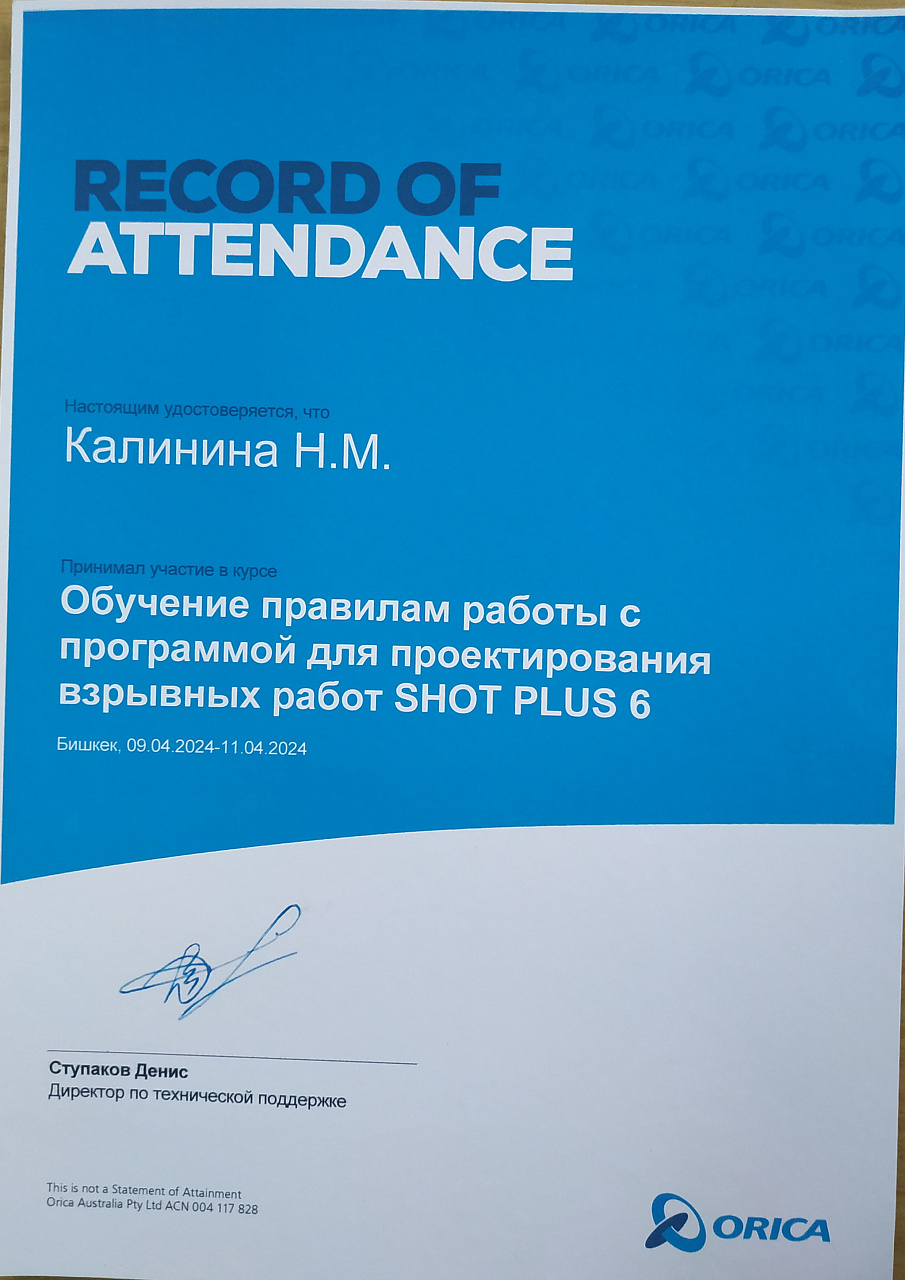 RECORD OF
ATTENDANCE
Настоящим удостоверяется, что
Калинина Н.М.
Принимал участие в курсе
Обучение правилам работы с
программой для проектирования
взрывных работ SHOT PLUS 6
Бишкек, 09.04.2024-11.04.2024
Ступаков Денис
Директор по технической поддержке
This is not a Statement of Attainment
Orica Australia Pty Ltd ACN 004 117 828
ORICA